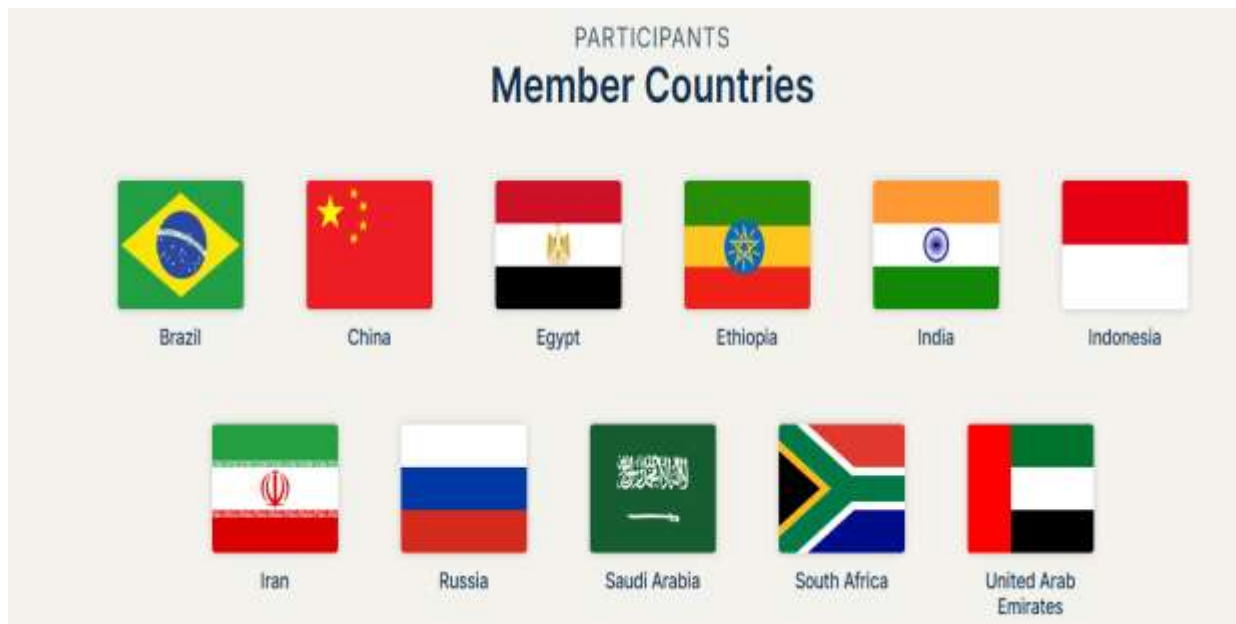 PARTICIPANTS
Member Countries
Brazil
China
Egypt
Ethiopia
India
Indonesia
Iran
Russia
Saudi Arabia
South Africa
United Arab
Emirates